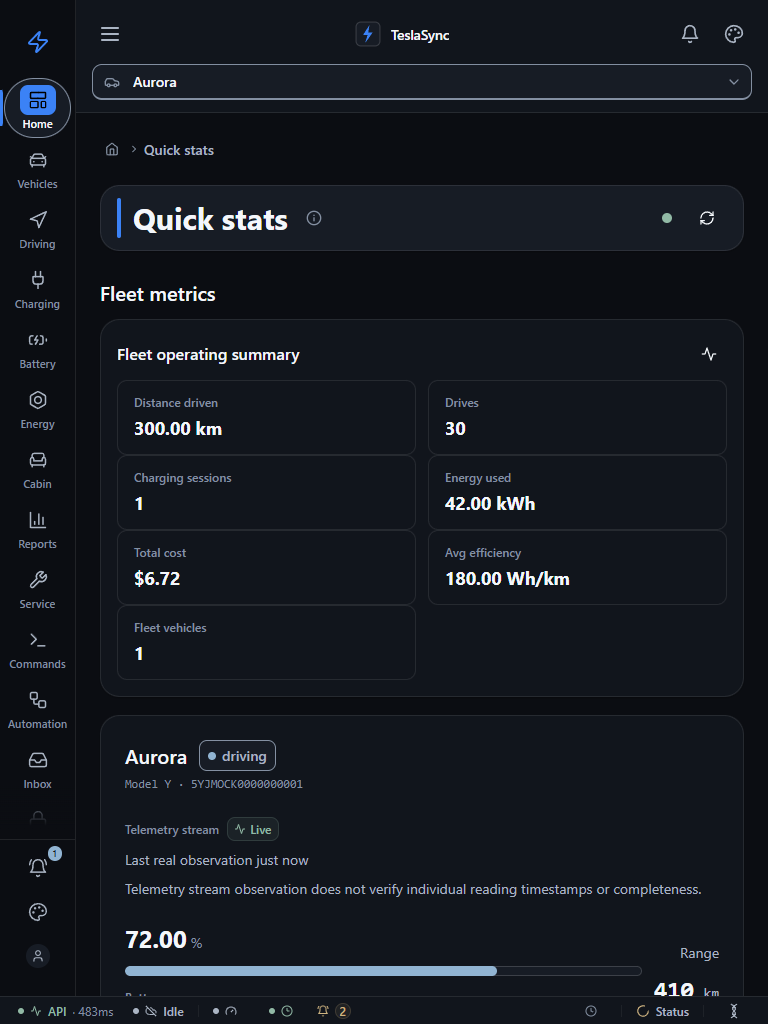 TeslaSync
Aurora
Home
Vehicles
Driving
Charging
Battery
Energy
Cabin
Reports
Service
Commands
Automation
Inbox
1
Quick stats
Quick stats
Fleet metrics
Fleet operating summary
Distance driven
300.00 km
Drives
30
Charging sessions
1
Energy used
42.00 kWh
Total cost
$6.72
Avg efficiency
180.00 Wh/km
Fleet vehicles
1
Aurora driving
Model Y · 5YJMOCK0000000001
Telemetry stream Live
Last real observation just now
Telemetry stream observation does not verify individual reading timestamps or completeness.
72.00 %
Range
410 km
API · 483ms Idle 2 Status